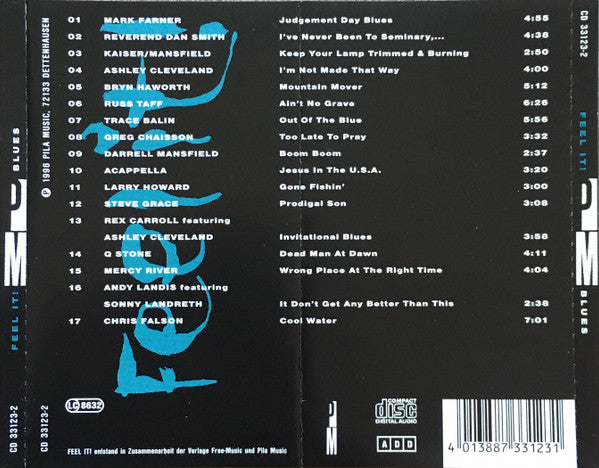 01 MARK FARNER Judgement Day Blues 4:55
02 REVEREND DAN SMITH I've Never Been To Seminary,... 4:38
03 KAISER/MANSFIELD Keep Your Lamp Trimmed & Burning 2:50
04 ASHLEY CLEVELAND I'm Not Made That Way 4:00
05 BRYN HAWORTH Mountain Mover 5:12
06 RUSS TAFF Ain't No Grave 6:26
07 TRACE BALIN Out Of The Blue 5:56
08 GREG CHAISSON Too Late To Pray 3:32
09 DARRELL MANSFIELD Boom Boom 2:37
10 ACAPPELLA Jesus In The U.S.A. 3:20
11 LARRY HOWARD Gone Fishin' 3:00
12 STEVE GRACE Prodigal Son 3:08
13 REX CARROLL featuring
ASHLEY CLEVELAND Invitational Blues 3:58
14 Q STONE Dead Man At Dawn 4:11
15 MERCY RIVER Wrong Place At The Right Time 4:04
16 ANDY LANDIS featuring
SONNY LANDRETH It Don't Get Any Better Than This 2:38
17 CHRIS FALSON Cool Water 7:01
Feel it!
℗ 1996 PILA MUSIC, 72133 DETTENHAUSEN
CD 33123-2
LC 8632
FEEL IT! entstand in Zusammenarbeit der Verlage Free-Music und Pila Music
PM
COMPACT
disc
DIGITAL AUDIO
ADD
4 013887 331231
CD 33123-2 FEEL IT! PM BLUES
CD 33123-2 FEEL IT! PM BLUES